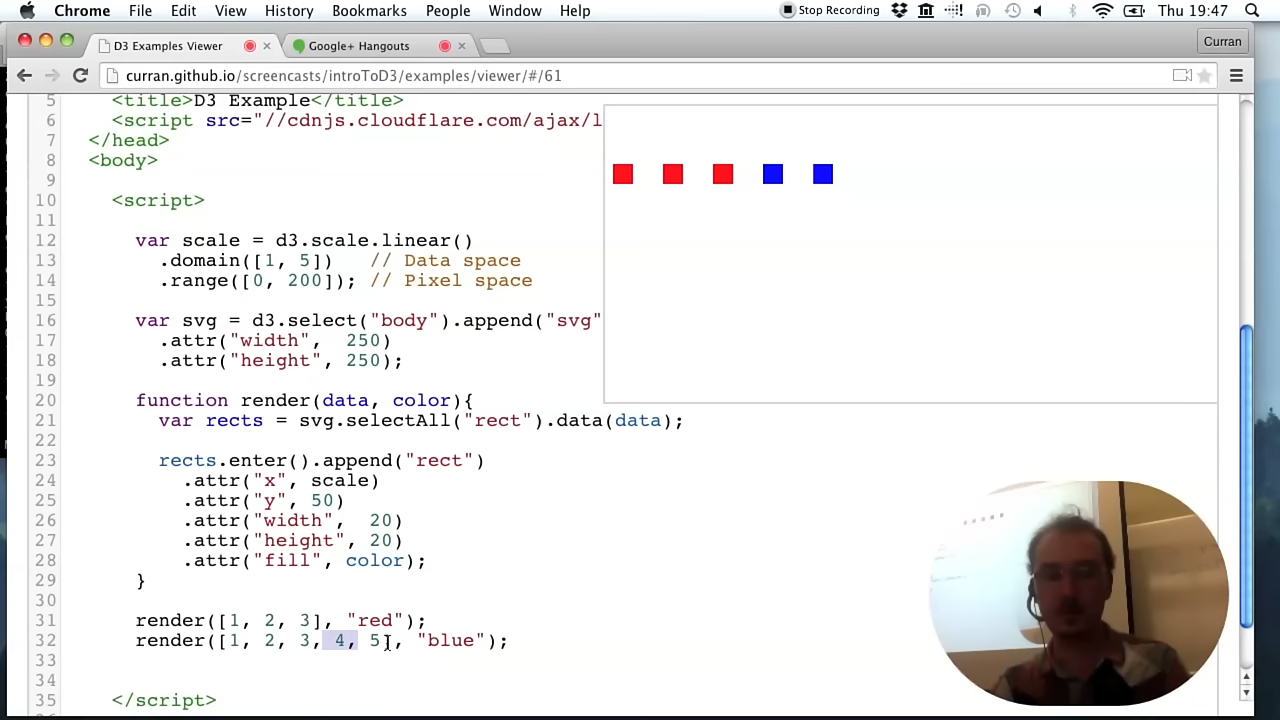 Chrome File Edit View History Bookmarks People Window Help Stop Recording Thu 19:47
D3 Examples Viewer Google+ Hangouts Curran
curran.github.io/screencasts/introToD3/examples/viewer/#/61
5 <title>D3 Example</title>
6 <script src="//cdnjs.cloudflare.com/ajax/l
7 </head>
8 <body>
9
10 <script>
11
12 var scale = d3.scale.linear()
13 .domain([1, 5]) // Data space
14 .range([0, 200]); // Pixel space
15
16 var svg = d3.select("body").append("svg"
17 .attr("width", 250)
18 .attr("height", 250);
19
20 function render(data, color){
21 var rects = svg.selectAll("rect").data(data);
22
23 rects.enter().append("rect")
24 .attr("x", scale)
25 .attr("y", 50)
26 .attr("width", 20)
27 .attr("height", 20)
28 .attr("fill", color);
29 }
30
31 render([1, 2, 3], "red");
32 render([1, 2, 3, 4, 5], "blue");
33
34
35 </script>